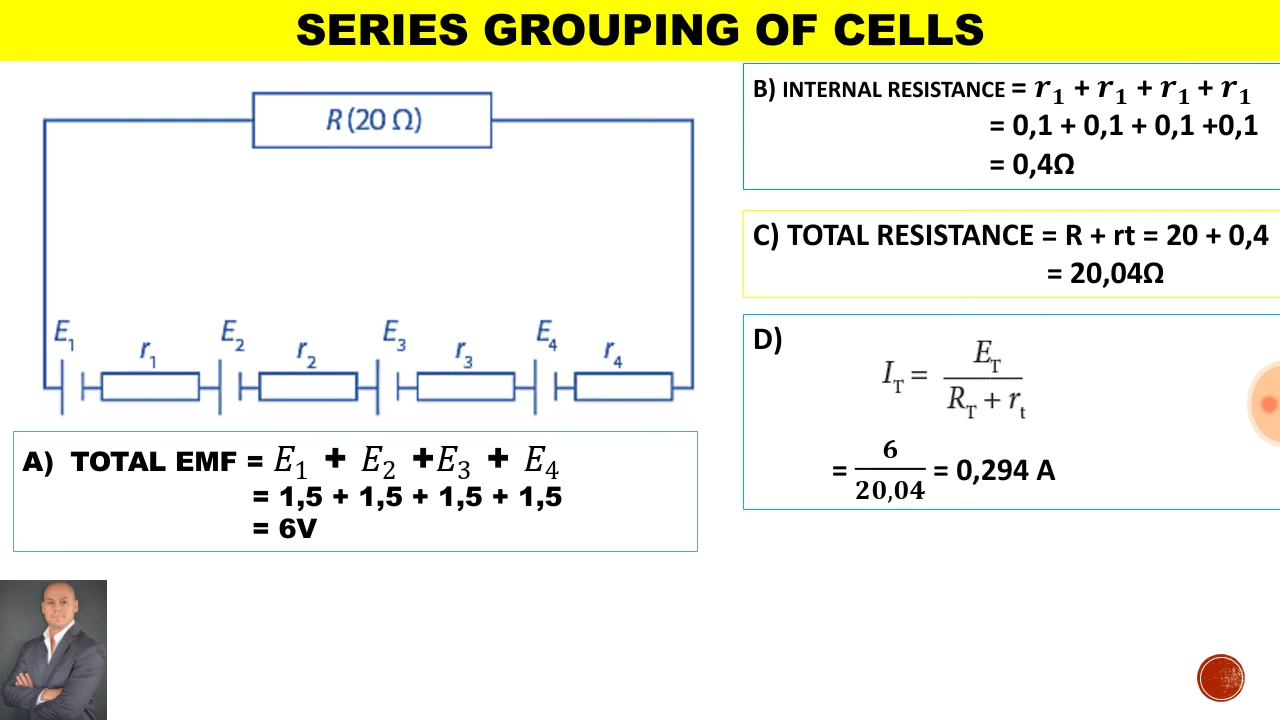 SERIES GROUPING OF CELLS
R (20 Ω)
E₁ r₁ E₂ r₂ E₃ r₃ E₄ r₄
A) TOTAL EMF = E₁ + E₂ +E₃ + E₄
= 1,5 + 1,5 + 1,5 + 1,5
= 6V
B) INTERNAL RESISTANCE = r₁ + r₁ + r₁ + r₁
= 0,1 + 0,1 + 0,1 +0,1
= 0,4Ω
C) TOTAL RESISTANCE = R + rt = 20 + 0,4
= 20,04Ω
D)
I_T = E_T / (R_T + r_t)
= 6 / 20,04 = 0,294 A